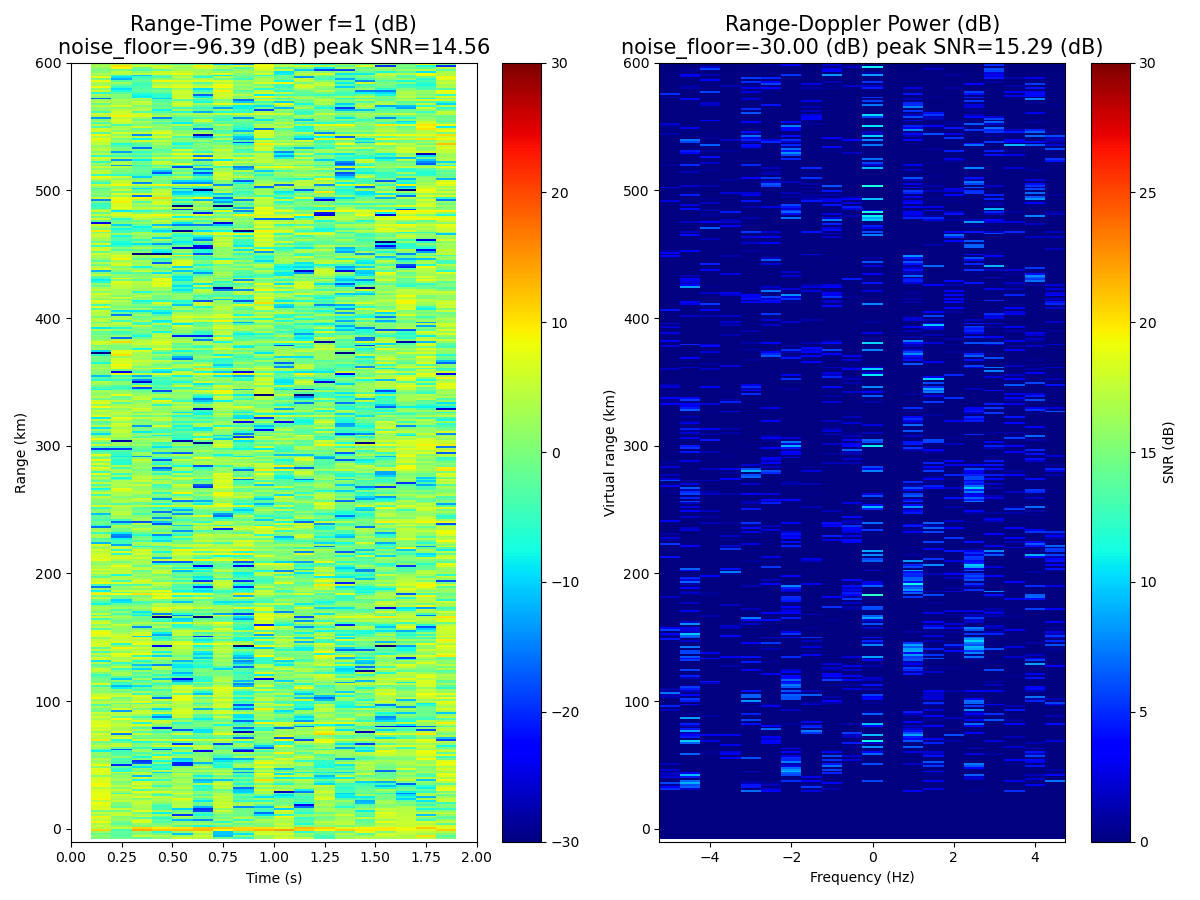 Range-Time Power f=1 (dB)
noise_floor=-96.39 (dB) peak SNR=14.56
Range-Doppler Power (dB)
noise_floor=-30.00 (dB) peak SNR=15.29 (dB)
Range (km)
600
500
400
300
200
100
0
0.00 0.25 0.50 0.75 1.00 1.25 1.50 1.75 2.00
Time (s)
30
20
10
0
−10
−20
−30
Virtual range (km)
600
500
400
300
200
100
0
−4 −2 0 2 4
Frequency (Hz)
30
25
20
15
10
5
0
SNR (dB)